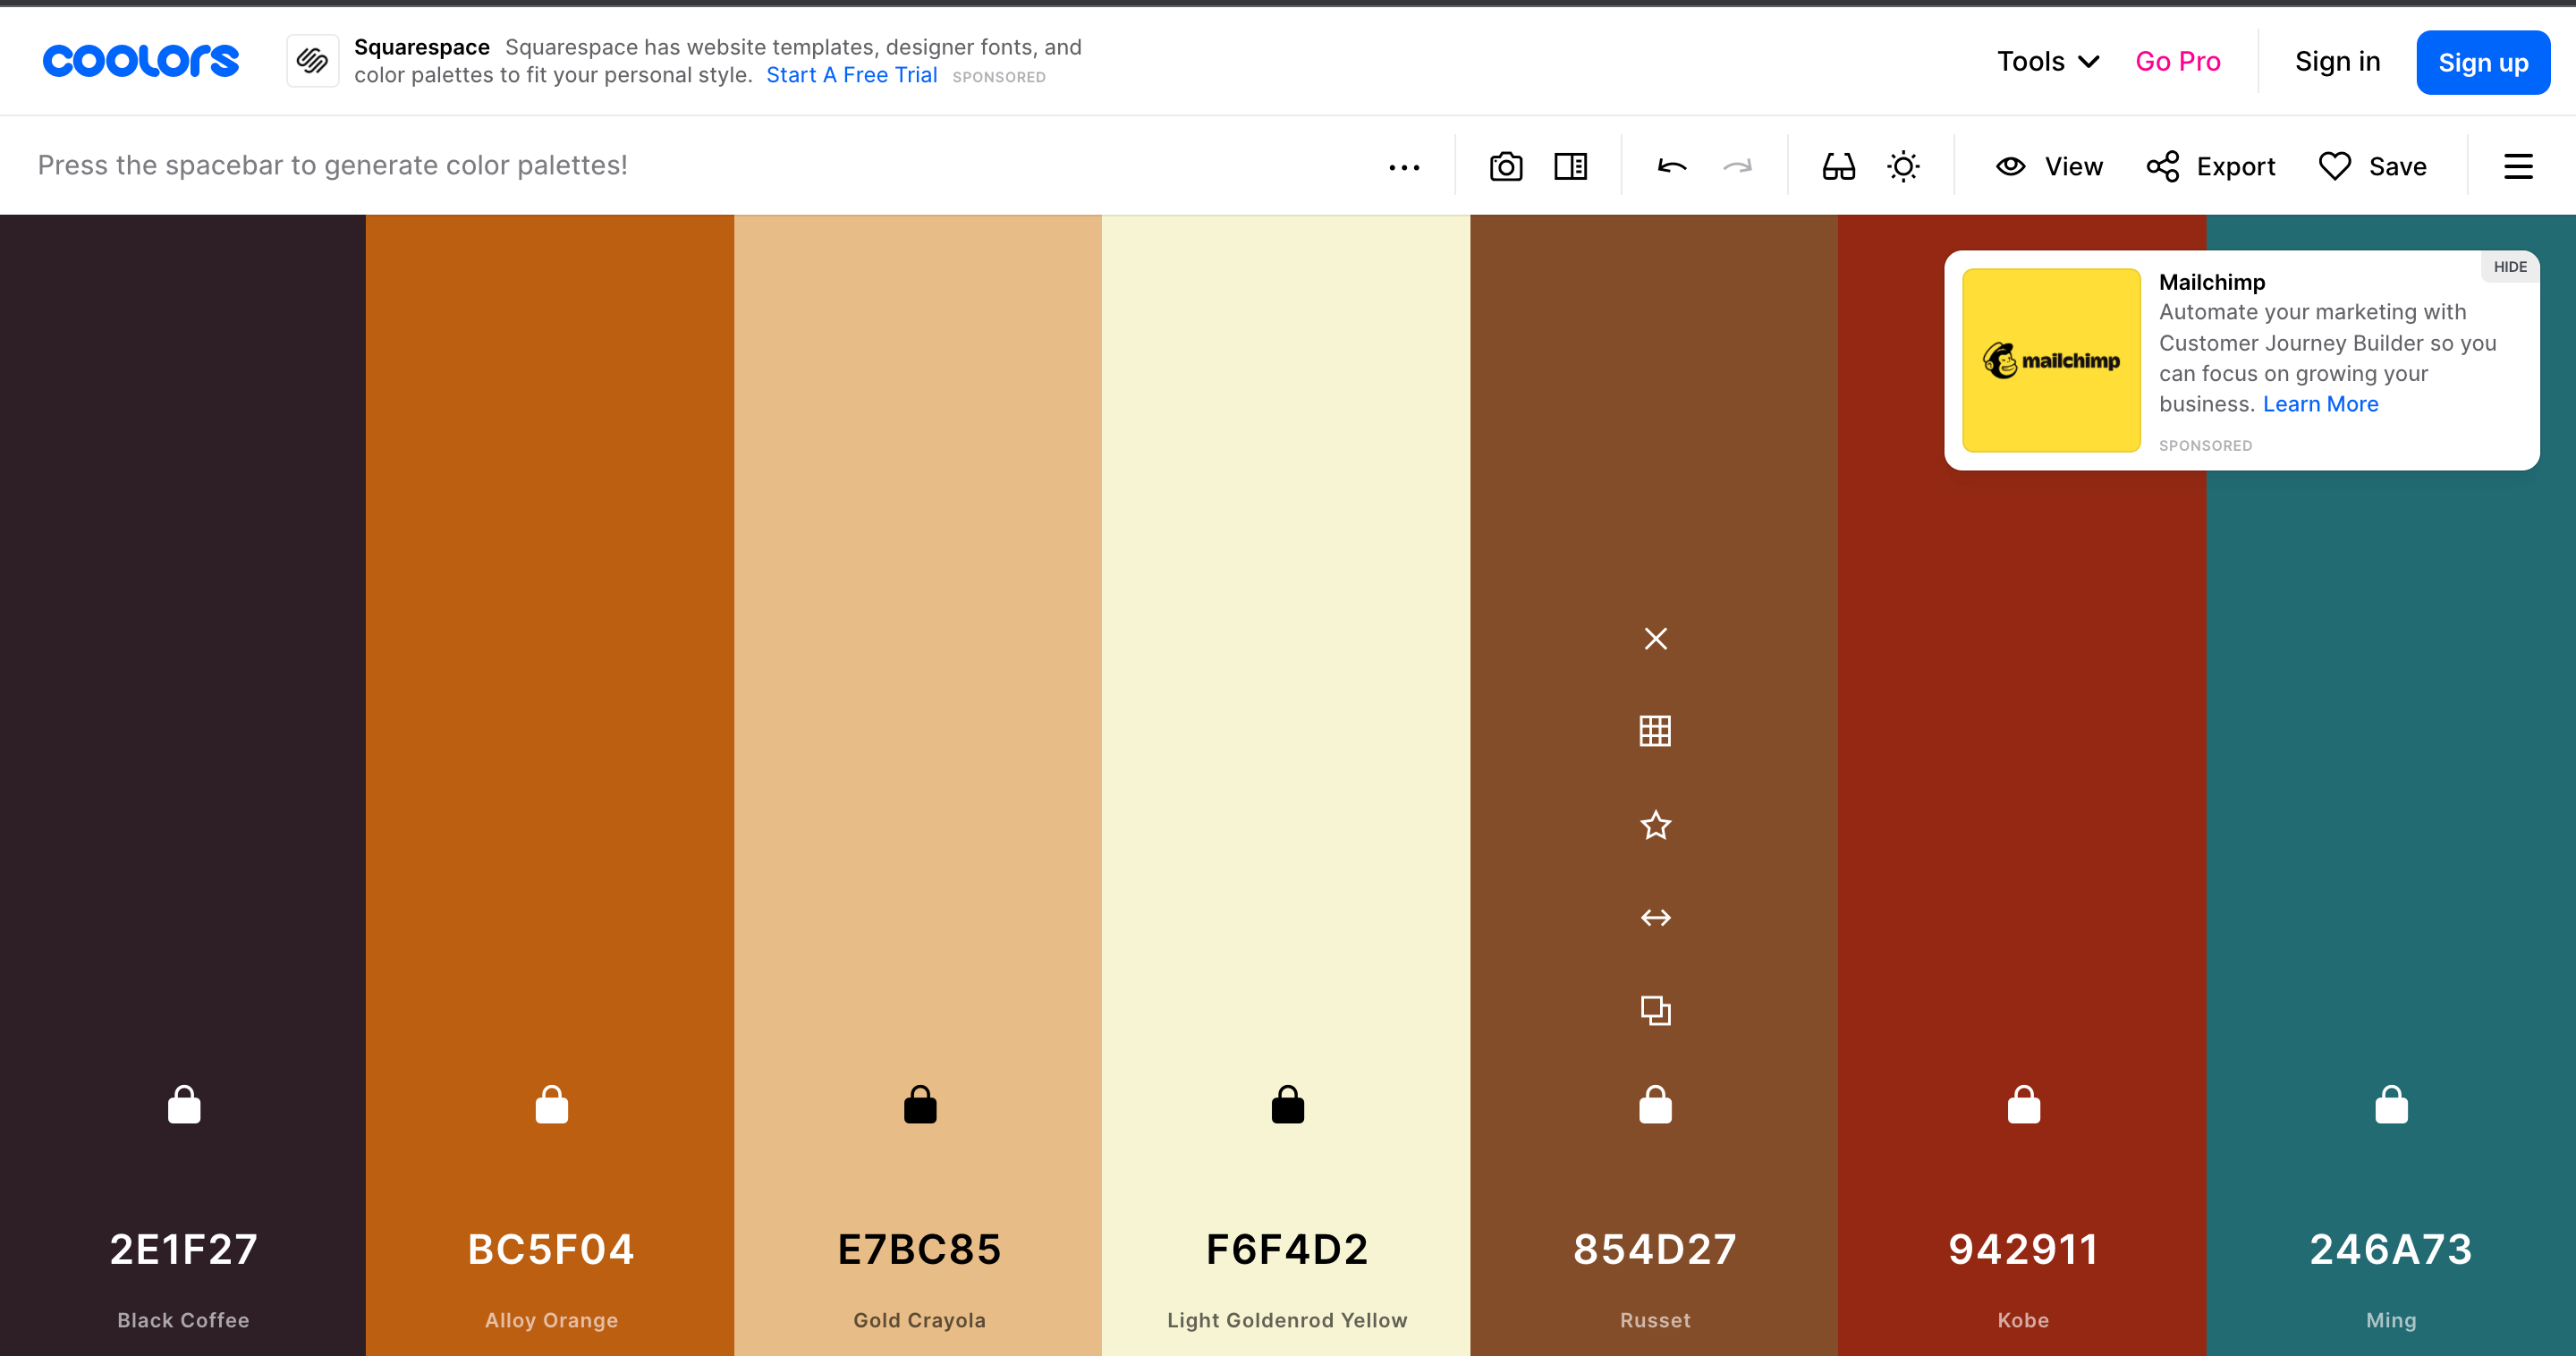 coolors
Squarespace Squarespace has website templates, designer fonts, and
color palettes to fit your personal style. Start A Free Trial SPONSORED
Tools
Go Pro
Sign in
Sign up
Press the spacebar to generate color palettes!
View
Export
Save
HIDE
mailchimp
Mailchimp
Automate your marketing with
Customer Journey Builder so you
can focus on growing your
business. Learn More
SPONSORED
2E1F27
Black Coffee
BC5F04
Alloy Orange
E7BC85
Gold Crayola
F6F4D2
Light Goldenrod Yellow
854D27
Russet
942911
Kobe
246A73
Ming